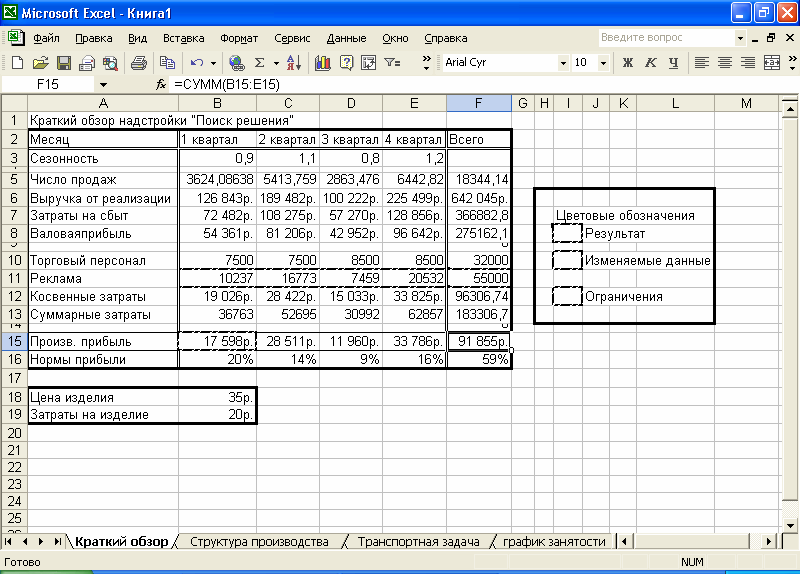 Microsoft Excel - Книга1
Файл Правка Вид Вставка Формат Сервис Данные Окно Справка Введите вопрос
Arial Cyr 10 Ж К Ч
F15 fx =СУММ(B15:E15)
A B C D E F G H I J K L M
1 Краткий обзор надстройки "Поиск решения"
2 Месяц 1 квартал 2 квартал 3 квартал 4 квартал Всего
3 Сезонность 0,9 1,1 0,8 1,2
5 Число продаж 3624,08638 5413,759 2863,476 6442,82 18344,14
6 Выручка от реализации 126 843р. 189 482р. 100 222р. 225 499р. 642 045р.
7 Затраты на сбыт 72 482р. 108 275р. 57 270р. 128 856р. 366882,8 Цветовые обозначения
8 Валоваяприбыль 54 361р. 81 206р. 42 952р. 96 642р. 275162,1 Результат
10 Торговый персонал 7500 7500 8500 8500 32000 Изменяемые данные
11 Реклама 10237 16773 7459 20532 55000
12 Косвенные затраты 19 026р. 28 422р. 15 033р. 33 825р. 96306,74 Ограничения
13 Суммарные затраты 36763 52695 30992 62857 183306,7
15 Произв. прибыль 17 598р. 28 511р. 11 960р. 33 786р. 91 855р.
16 Нормы прибыли 20% 14% 9% 16% 59%
17
18 Цена изделия 35р.
19 Затраты на изделие 20р.
20
21
22
23
24
25
Краткий обзор Структура производства Транспортная задача график занятости
Готово NUM